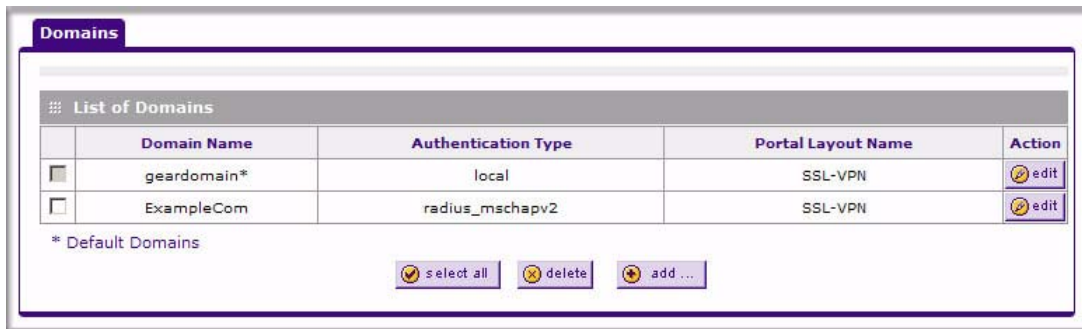 Domains
List of Domains
Domain Name Authentication Type Portal Layout Name Action
geardomain* local SSL-VPN edit
ExampleCom radius_mschapv2 SSL-VPN edit
* Default Domains
select all delete add ...